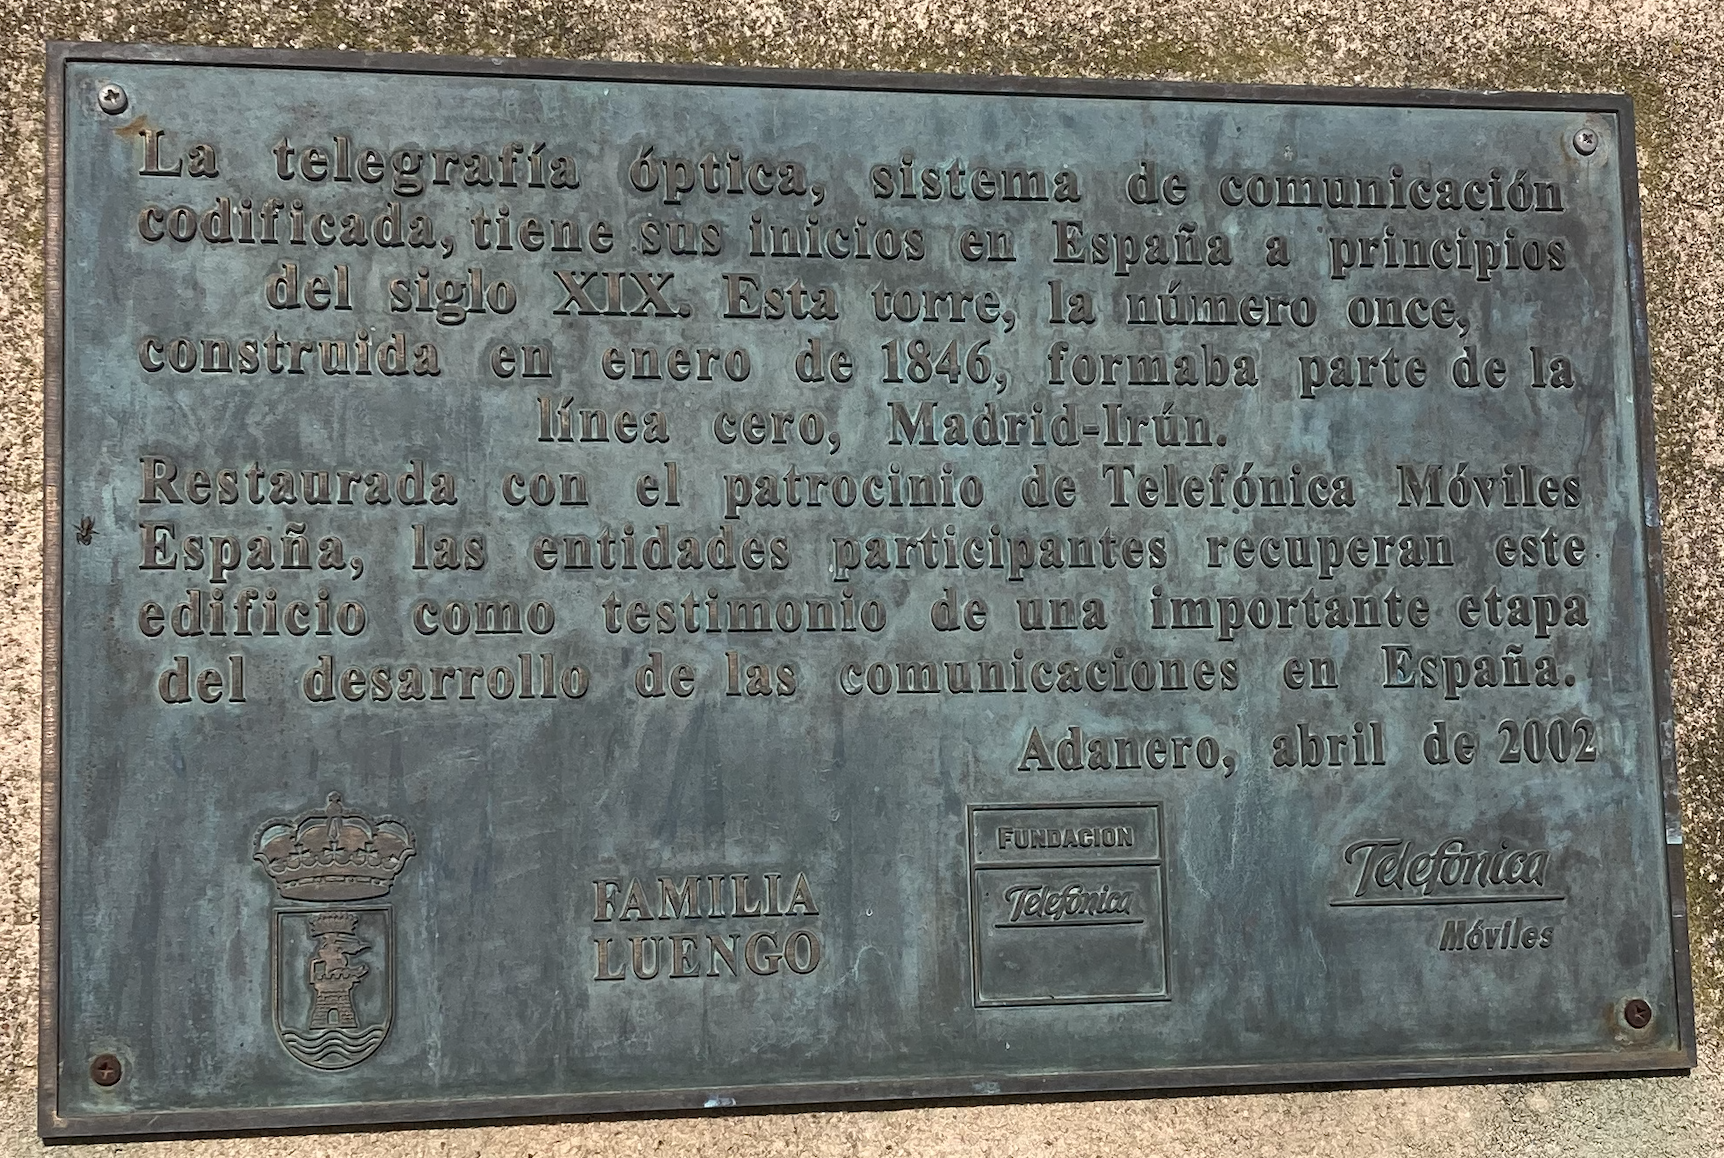 La telegrafía óptica, sistema de comunicación
codificada, tiene sus inicios en España a principios
del siglo XIX. Esta torre, la número once,
construida en enero de 1846, formaba parte de la
línea cero, Madrid-Irún.
Restaurada con el patrocinio de Telefónica Móviles
España, las entidades participantes recuperan este
edificio como testimonio de una importante etapa
del desarrollo de las comunicaciones en España.
Adanero, abril de 2002
FAMILIA
LUENGO
FUNDACION
Telefónica
Telefónica
Móviles